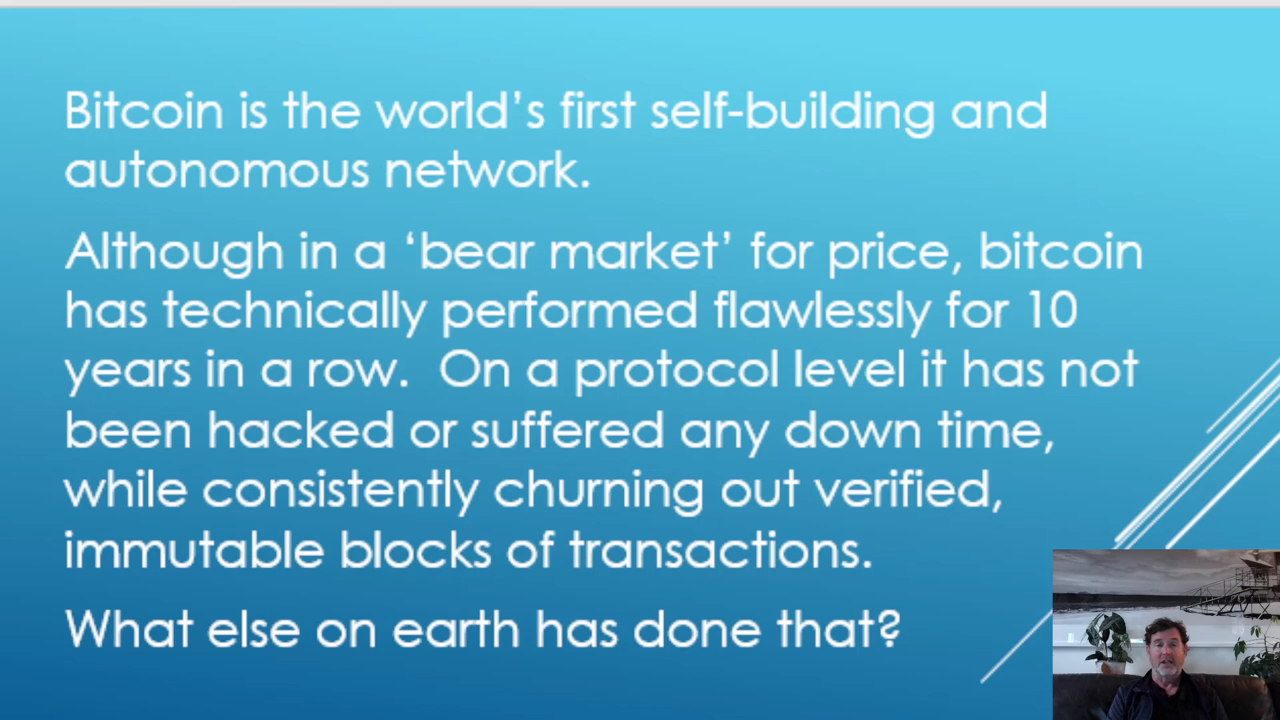 Bitcoin is the world’s first self-building and
autonomous network.
Although in a ‘bear market’ for price, bitcoin
has technically performed flawlessly for 10
years in a row.  On a protocol level it has not
been hacked or suffered any down time,
while consistently churning out verified,
immutable blocks of transactions.
What else on earth has done that?